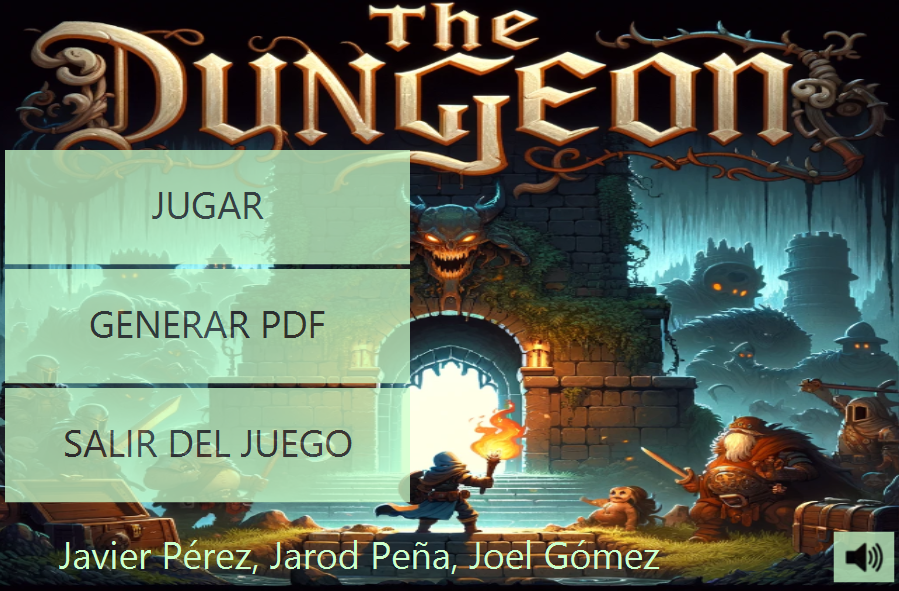 The
Dungeon
JUGAR
GENERAR PDF
SALIR DEL JUEGO
Javier Pérez, Jarod Peña, Joel Gómez